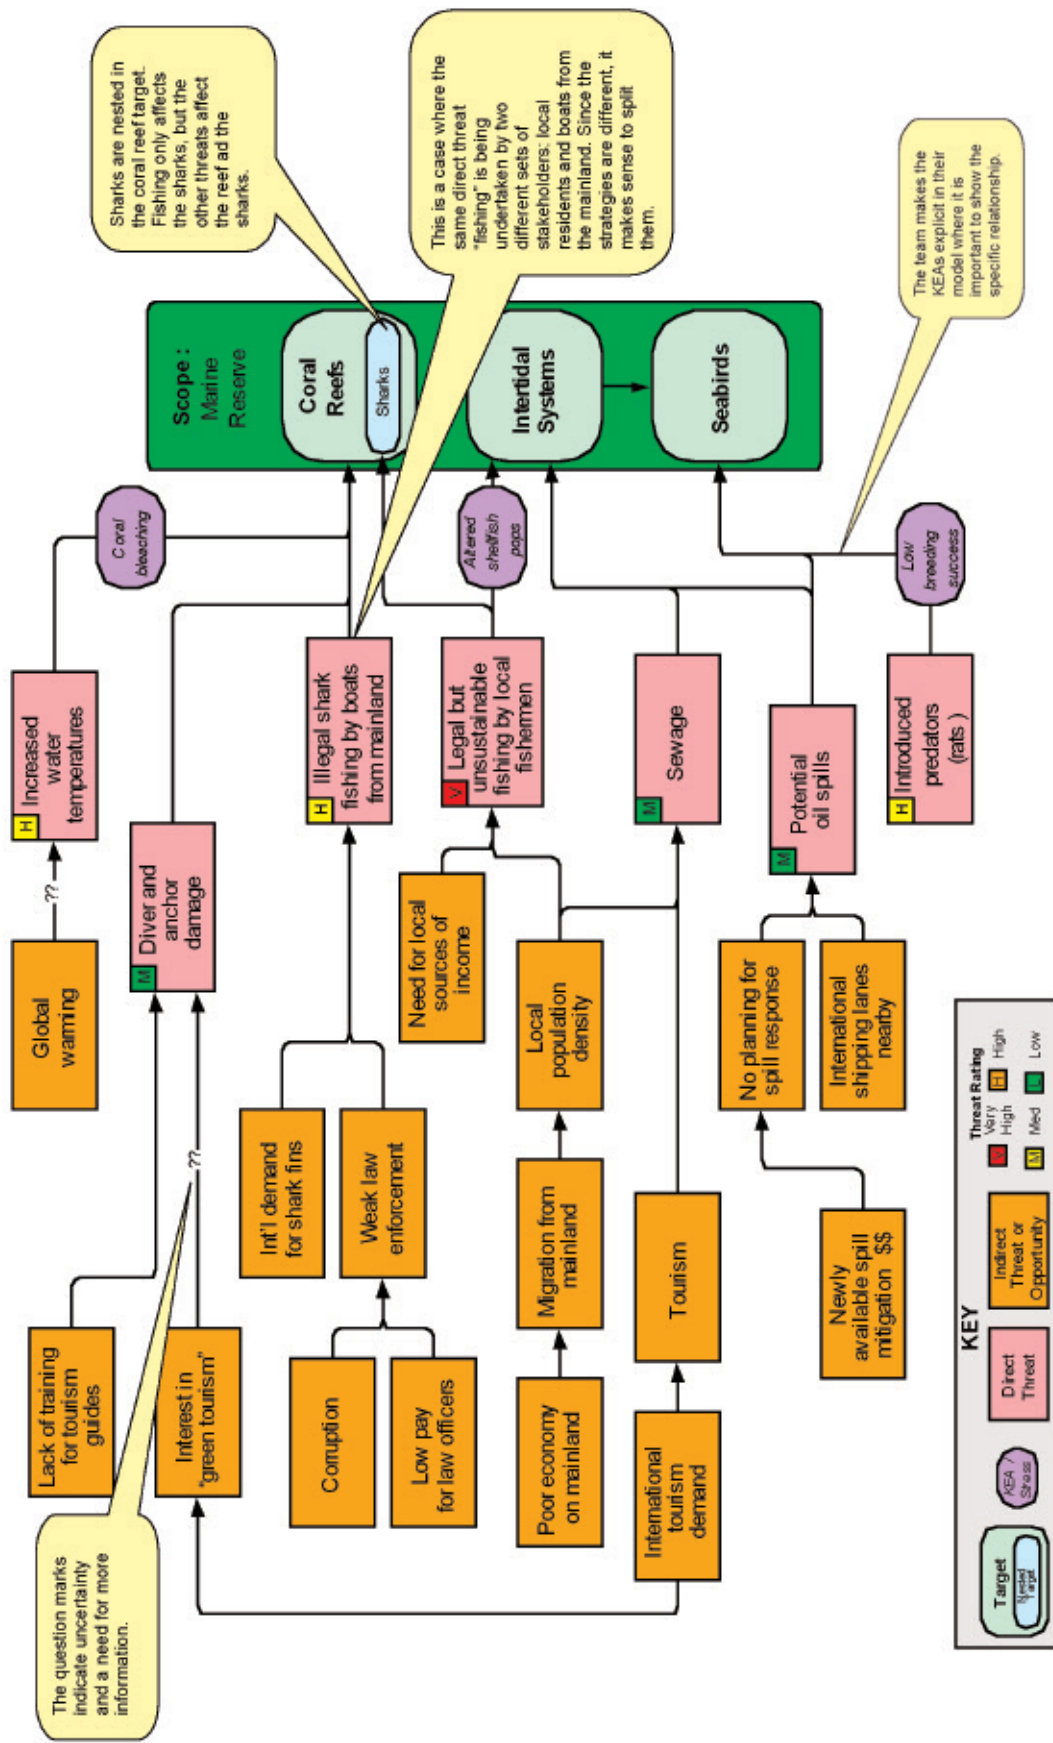 The question marks
indicate uncertainty
and a need for more
information.
Sharks are nested in
the coral reef target.
Fishing only affects
the sharks, but the
other threats affect
the reef ad the
sharks.
This is a case where the
same direct threat
"fishing" is being
undertaken by two
different sets of
stakeholders: local
residents and boats from
the mainland. Since the
strategies are different, it
makes sense to split
them.
The team makes the
KEAs explicit in their
model where it is
important to show the
specific relationship.
Lack of training
for tourism
guides
Interest in
"green tourism"
Corruption
Low pay
for law officers
Poor economy
on mainland
International
tourism
demand
Int'l demand
for shark fins
Weak law
enforcement
Migration from
mainland
Tourism
Newly
available spill
mitigation $$
Global
warming
??
??
M
Diver and
anchor
damage
Need for local
sources of
income
Local
population
density
No planning for
spill response
International
shipping lanes
nearby
H
Increased
water
temperatures
H
Illegal shark
fishing by boats
from mainland
V
Legal but
unsustainable
fishing by local
fishermen
M
Sewage
M
Potential
oil spills
H
Introduced
predators
(rats )
Coral
bleaching
Altered
shellfish
pops
Low
breeding
success
Scope :
Marine
Reserve
Coral
Reefs
Sharks
Intertidal
Systems
Seabirds
KEY
Target
Nested
Target
KEA /
Stress
Direct
Threat
Indirect
Threat or
Opportunity
Threat Rating
V
Very
High
H
High
M
Med
L
Low